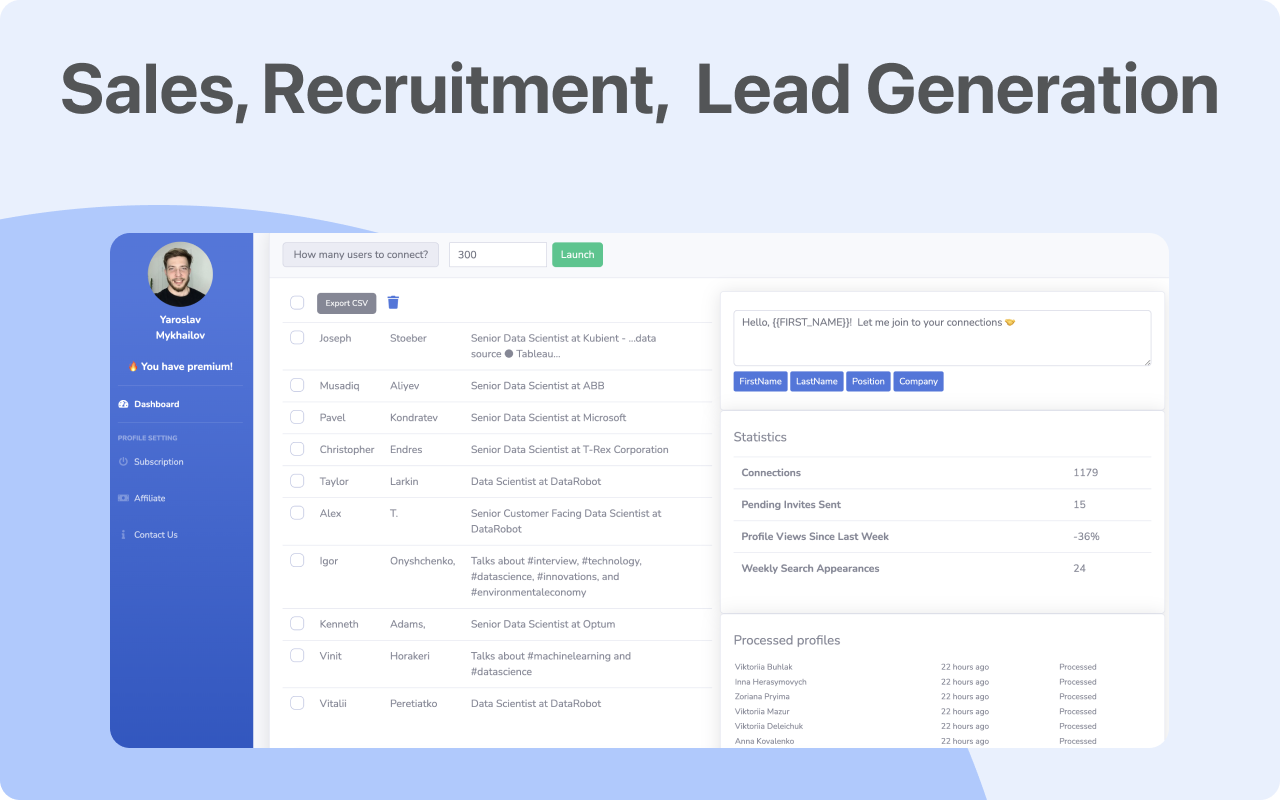 Sales, Recruitment, Lead Generation
Yaroslav
Mykhailov
🔥 You have premium!
Dashboard
PROFILE SETTING
Subscription
Affiliate
Contact Us
How many users to connect? 300 Launch
Export CSV
Joseph Stoeber Senior Data Scientist at Kubient - ...data
source ● Tableau...
Musadiq Aliyev Senior Data Scientist at ABB
Pavel Kondratev Senior Data Scientist at Microsoft
Christopher Endres Senior Data Scientist at T-Rex Corporation
Taylor Larkin Data Scientist at DataRobot
Alex T. Senior Customer Facing Data Scientist at
DataRobot
Igor Onyshchenko, Talks about #interview, #technology,
#datascience, #innovations, and
#environmentaleconomy
Kenneth Adams, Senior Data Scientist at Optum
Vinit Horakeri Talks about #machinelearning and
#datascience
Vitalii Peretiatko Data Scientist at DataRobot
Hello, {{FIRST_NAME}}! Let me join to your connections 🤝
FirstName LastName Position Company
Statistics
Connections 1179
Pending Invites Sent 15
Profile Views Since Last Week -36%
Weekly Search Appearances 24
Processed profiles
Viktoriia Buhlak 22 hours ago Processed
Inna Herasymovych 22 hours ago Processed
Zoriana Pryima 22 hours ago Processed
Viktoriia Mazur 22 hours ago Processed
Viktoriia Deleichuk 22 hours ago Processed
Anna Kovalenko 22 hours ago Processed